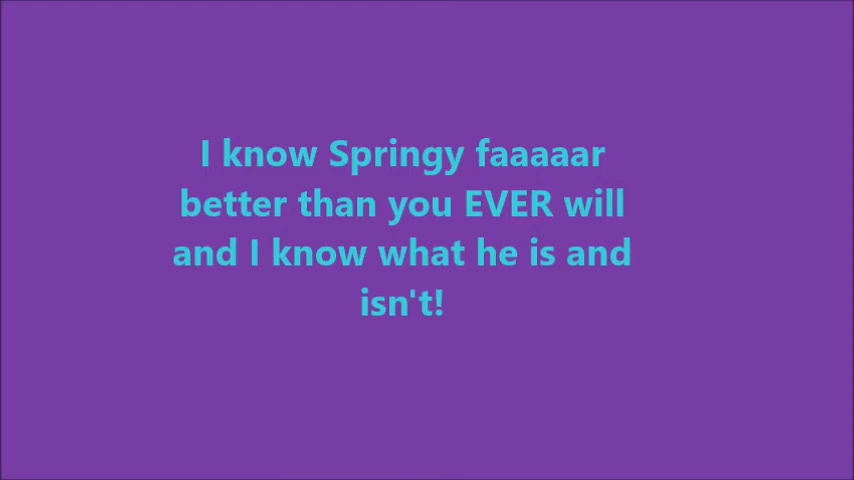 I know Springy faaaaar
better than you EVER will
and I know what he is and
isn't!